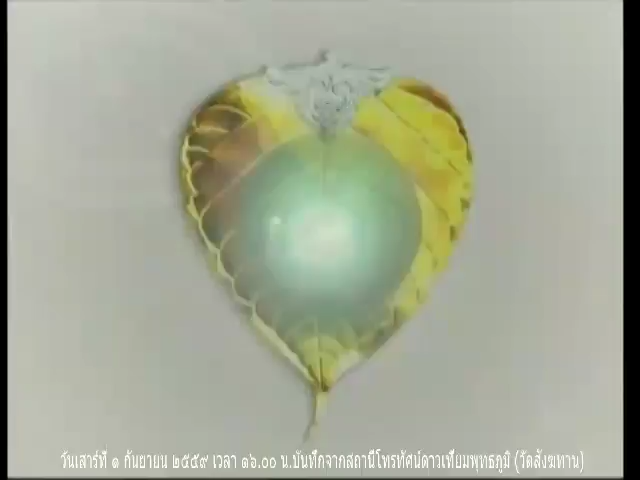 วันเสาร์ที่ ๑ กันยายน ๒๕๕๙ เวลา ๑๖.๐๐ น.บันทึกจากสถานีโทรทัศน์ดาวเทียมพุทธภูมิ (วัดสังฆทาน)